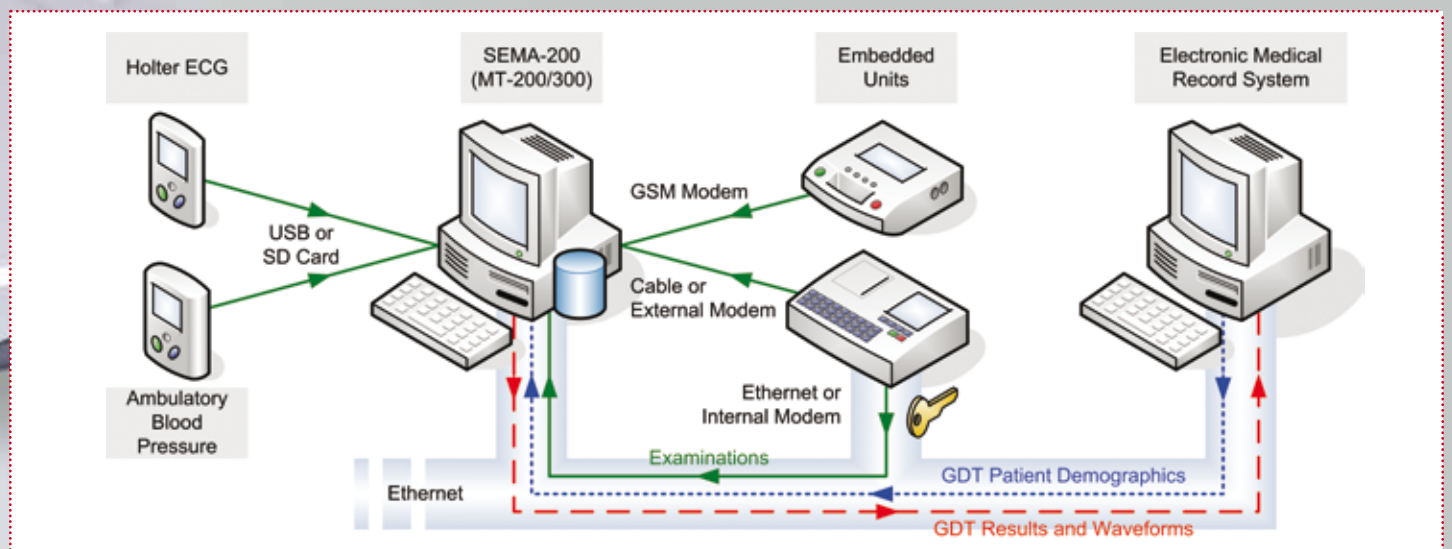 Holter ECG
SEMA-200
(MT-200/300)
Embedded
Units
Electronic Medical
Record System
GSM Modem
USB or
SD Card
Cable or
External Modem
Ambulatory
Blood
Pressure
Ethernet or
Internal Modem
Examinations
GDT Patient Demographics
Ethernet
GDT Results and Waveforms